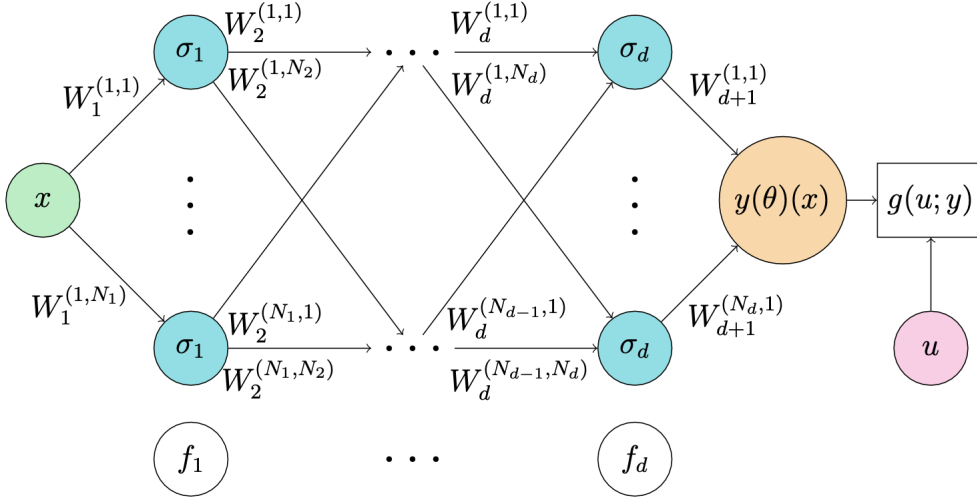 W_2^{(1,1)} W_d^{(1,1)}
σ_1 · · · σ_d
W_2^{(1,N_2)} W_d^{(1,N_d)}
W_1^{(1,1)} W_{d+1}^{(1,1)}
x y(θ)(x) g(u; y)
W_1^{(1,N_1)} W_{d+1}^{(N_d,1)}
W_2^{(N_1,1)} W_d^{(N_{d-1},1)}
σ_1 · · · σ_d u
W_2^{(N_1,N_2)} W_d^{(N_{d-1},N_d)}
f_1 · · · f_d